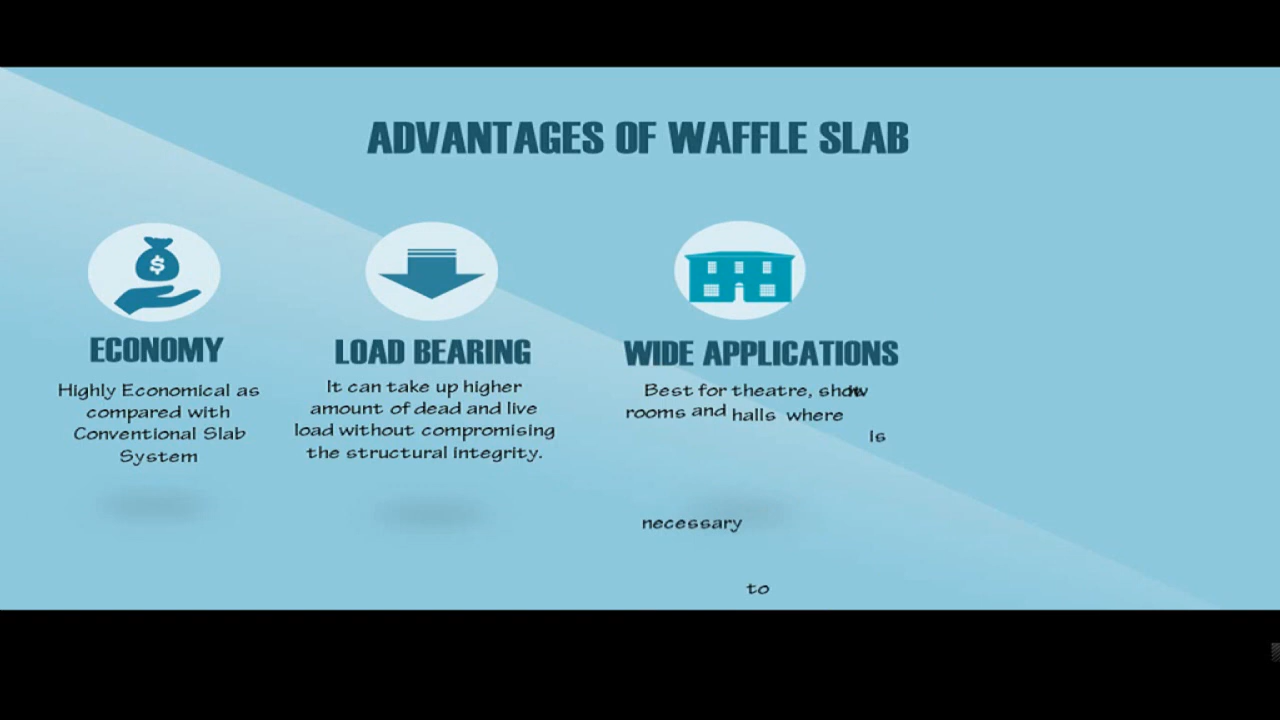 ADVANTAGES OF WAFFLE SLAB
$
ECONOMY
Highly Economical as
compared with
Conventional Slab
System
LOAD BEARING
It can take up higher
amount of dead and live
load without compromising
the structural integrity.
WIDE APPLICATIONS
Best for theatre, show
rooms and halls where
Is
necessary
to